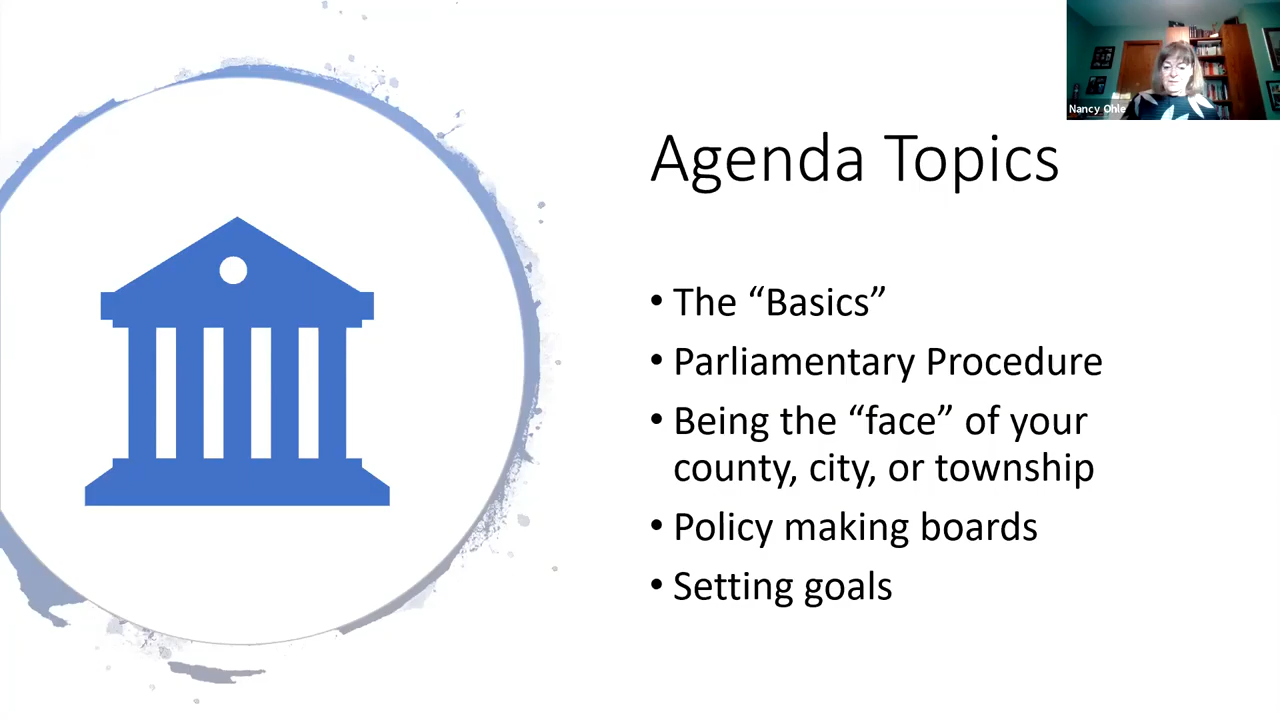 Nancy Ohle
Agenda Topics
• The “Basics”
• Parliamentary Procedure
• Being the “face” of your
county, city, or township
• Policy making boards
• Setting goals